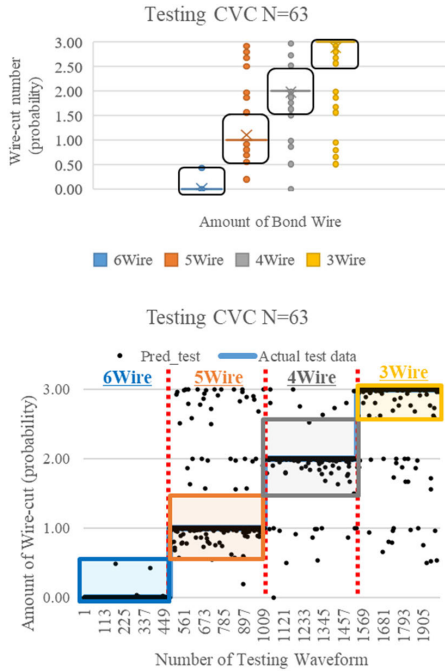 Testing CVC N=63
Wire-cut number
(probability)
3.00
2.50
2.00
1.50
1.00
0.50
0.00
Amount of Bond Wire
6Wire 5Wire 4Wire 3Wire
Testing CVC N=63
Pred_test Actual test data
6Wire 5Wire 4Wire 3Wire
Amount of Wire-cut (probability)
3.00
2.00
1.00
0.00
1 113 225 337 449 561 673 785 897 1009 1121 1233 1345 1457 1569 1681 1793 1905
Number of Testing Waveform